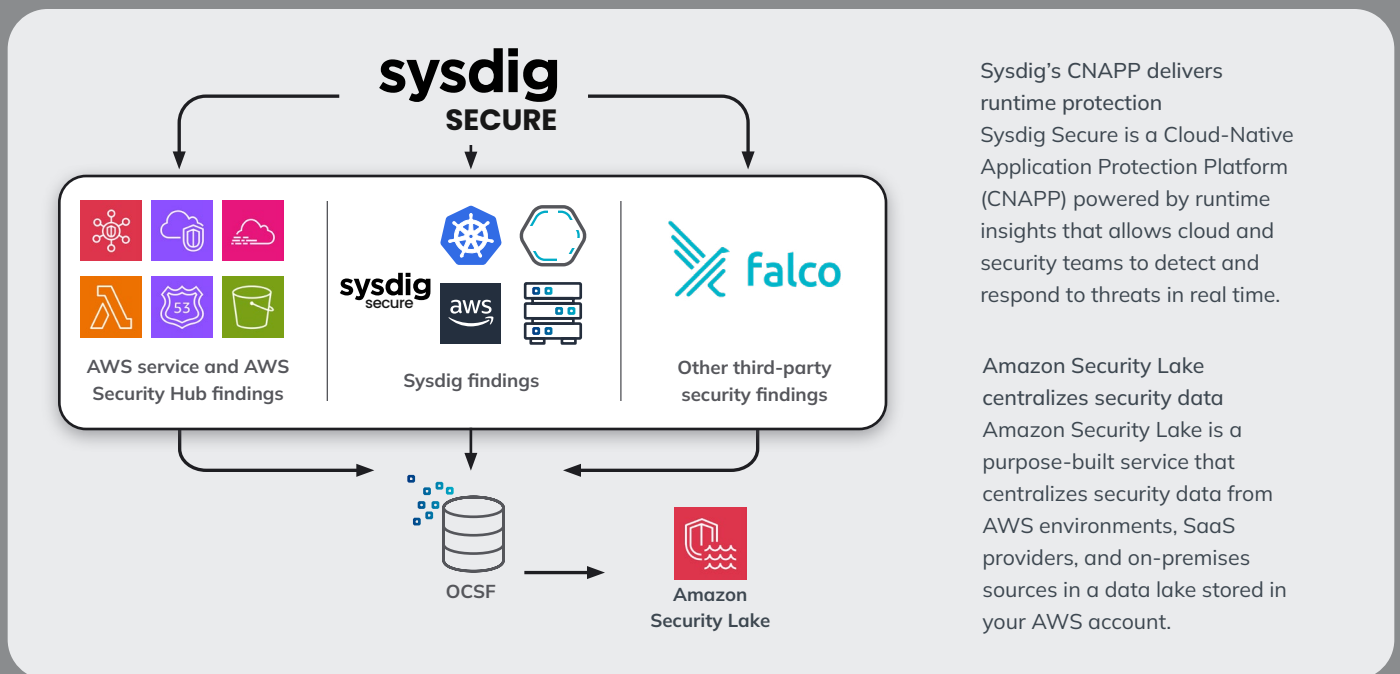 sysdig
SECURE
53
sysdig
secure
aws
falco
AWS service and AWS
Security Hub findings
Sysdig findings
Other third-party
security findings
OCSF
Amazon
Security Lake
Sysdig’s CNAPP delivers
runtime protection
Sysdig Secure is a Cloud-Native
Application Protection Platform
(CNAPP) powered by runtime
insights that allows cloud and
security teams to detect and
respond to threats in real time.
Amazon Security Lake
centralizes security data
Amazon Security Lake is a
purpose-built service that
centralizes security data from
AWS environments, SaaS
providers, and on-premises
sources in a data lake stored in
your AWS account.